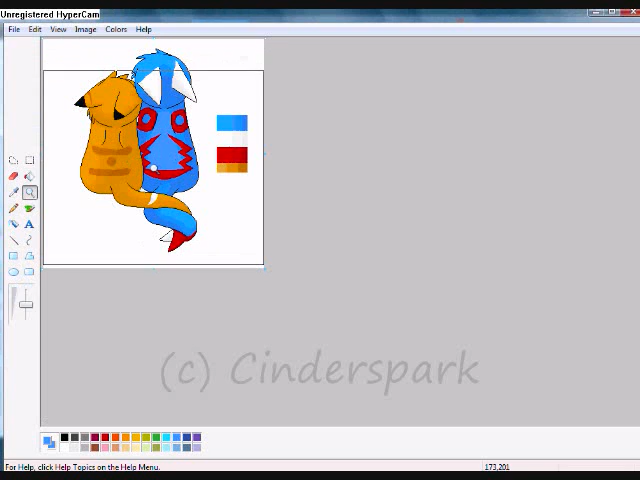 Unregistered HyperCam
File Edit View Image Colors Help
A
(c) Cinderspark
For Help, click Help Topics on the Help Menu.
173,201